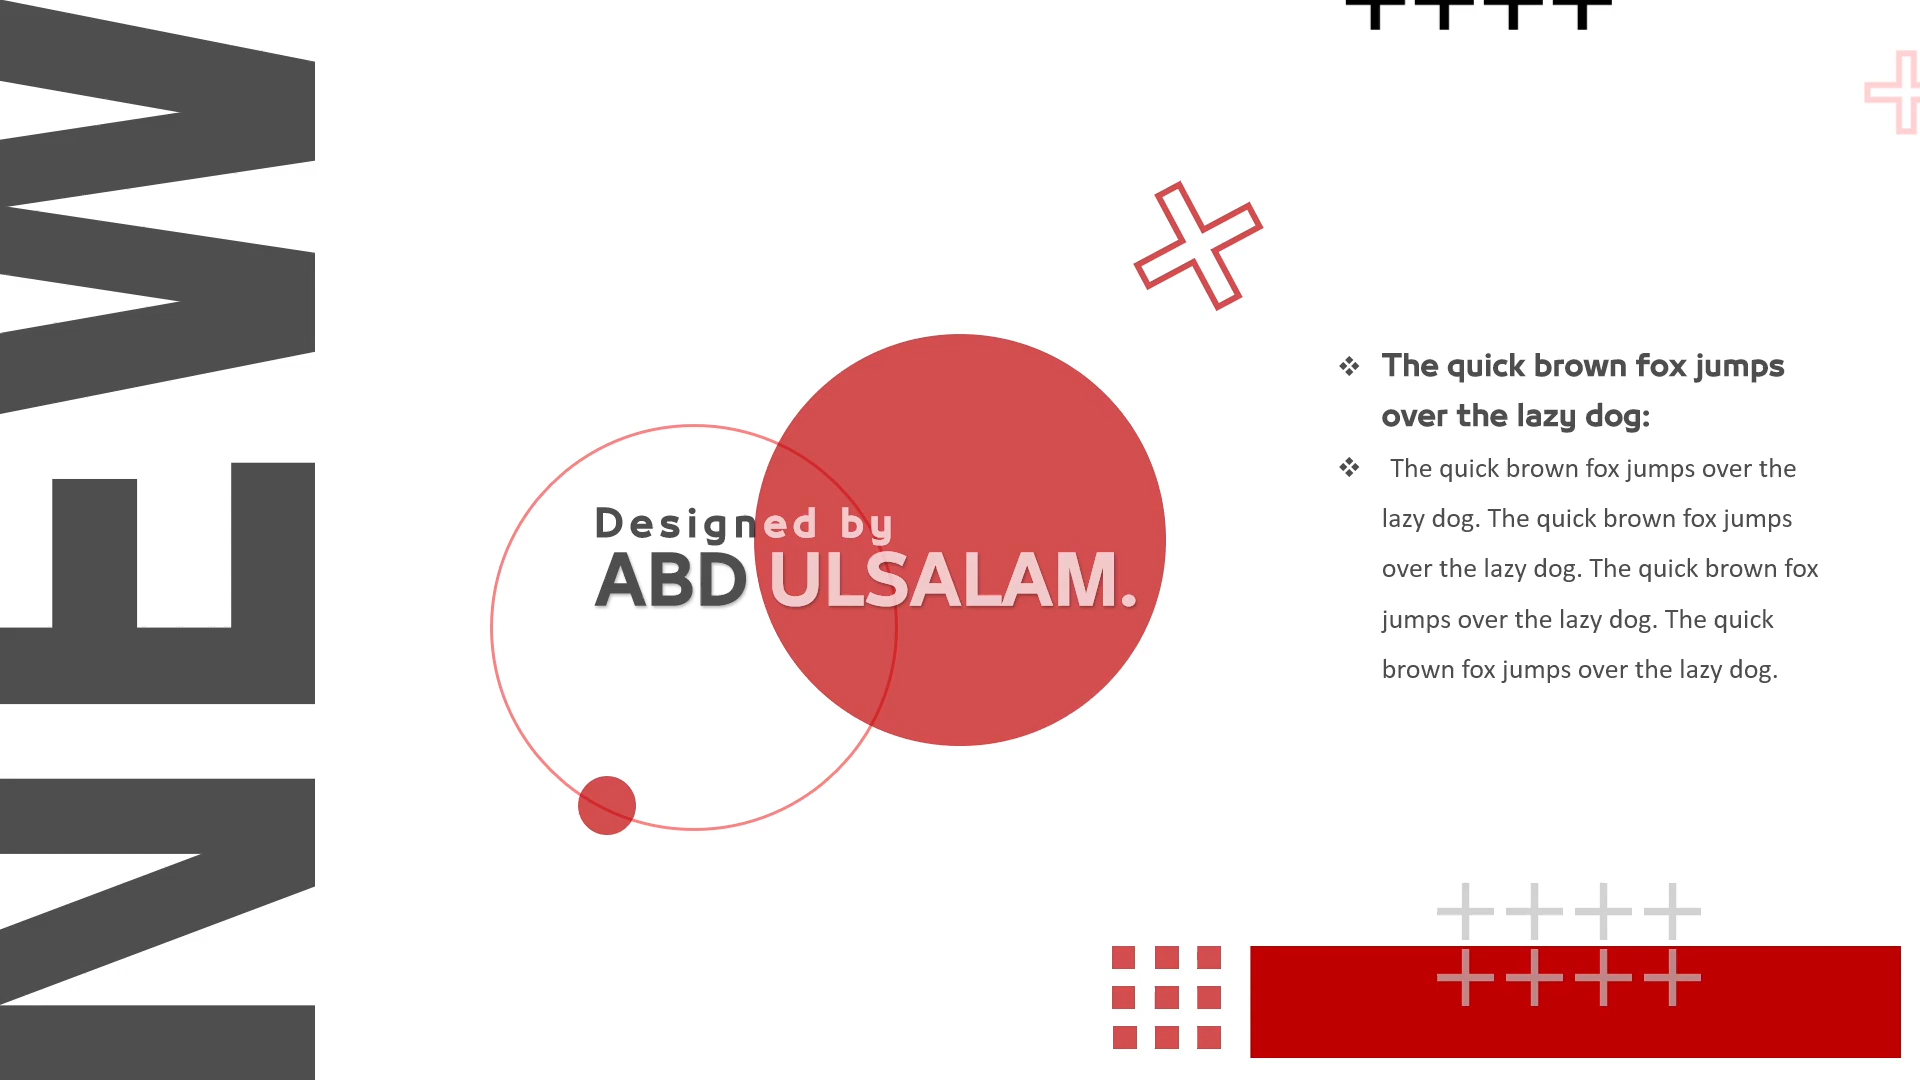 NEW
Designed by
ABD ULSALAM.
❖ The quick brown fox jumps
over the lazy dog:
❖ The quick brown fox jumps over the
lazy dog. The quick brown fox jumps
over the lazy dog. The quick brown fox
jumps over the lazy dog. The quick
brown fox jumps over the lazy dog.